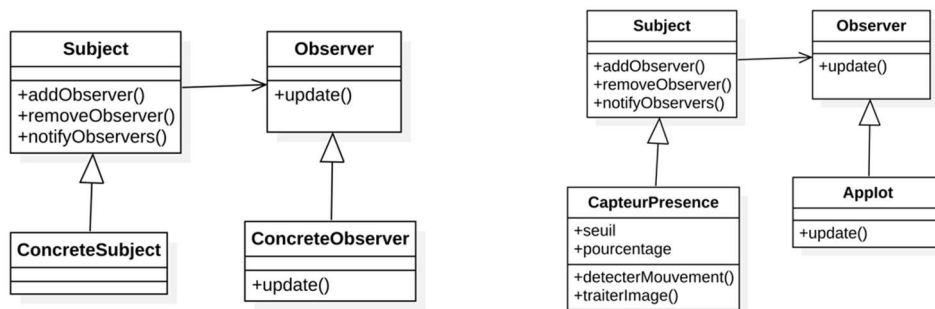 Subject
+addObserver()
+removeObserver()
+notifyObservers()
Observer
+update()
ConcreteSubject
ConcreteObserver
+update()
Subject
+addObserver()
+removeObserver()
+notifyObservers()
Observer
+update()
CapteurPresence
+seuil
+pourcentage
+detecterMouvement()
+traiterImage()
AppIot
+update()